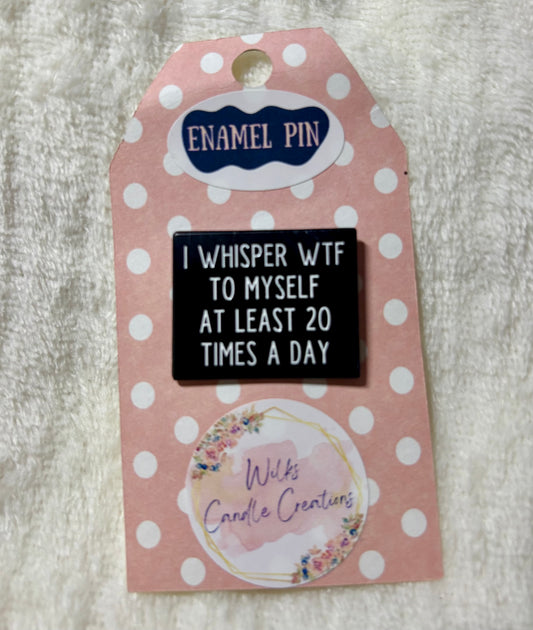 ENAMEL PIN
I WHISPER WTF
TO MYSELF
AT LEAST 20
TIMES A DAY
Wilks
Candle Creations